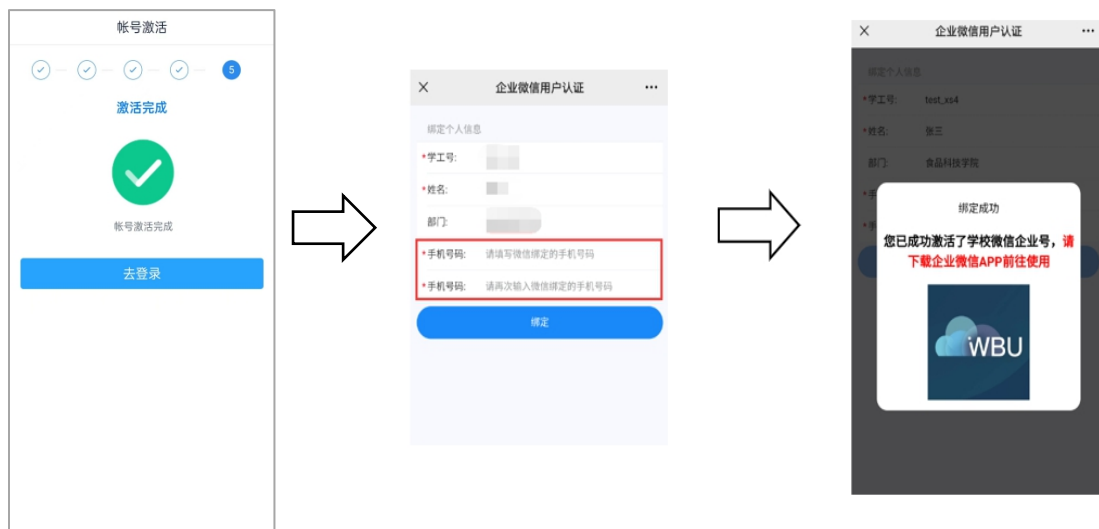 帐号激活
5
激活完成
帐号激活完成
去登录
企业微信用户认证
绑定个人信息
*学工号:
*姓名:
部门:
*手机号码: 请填写微信绑定的手机号码
*手机号码: 请再次输入微信绑定的手机号码
绑定
企业微信用户认证
绑定个人信息
*学工号: test_xs4
*姓名: 张三
部门: 食品科技学院
*手
*手
绑定成功
您已成功激活了学校微信企业号，请
下载企业微信APP前往使用
WBU